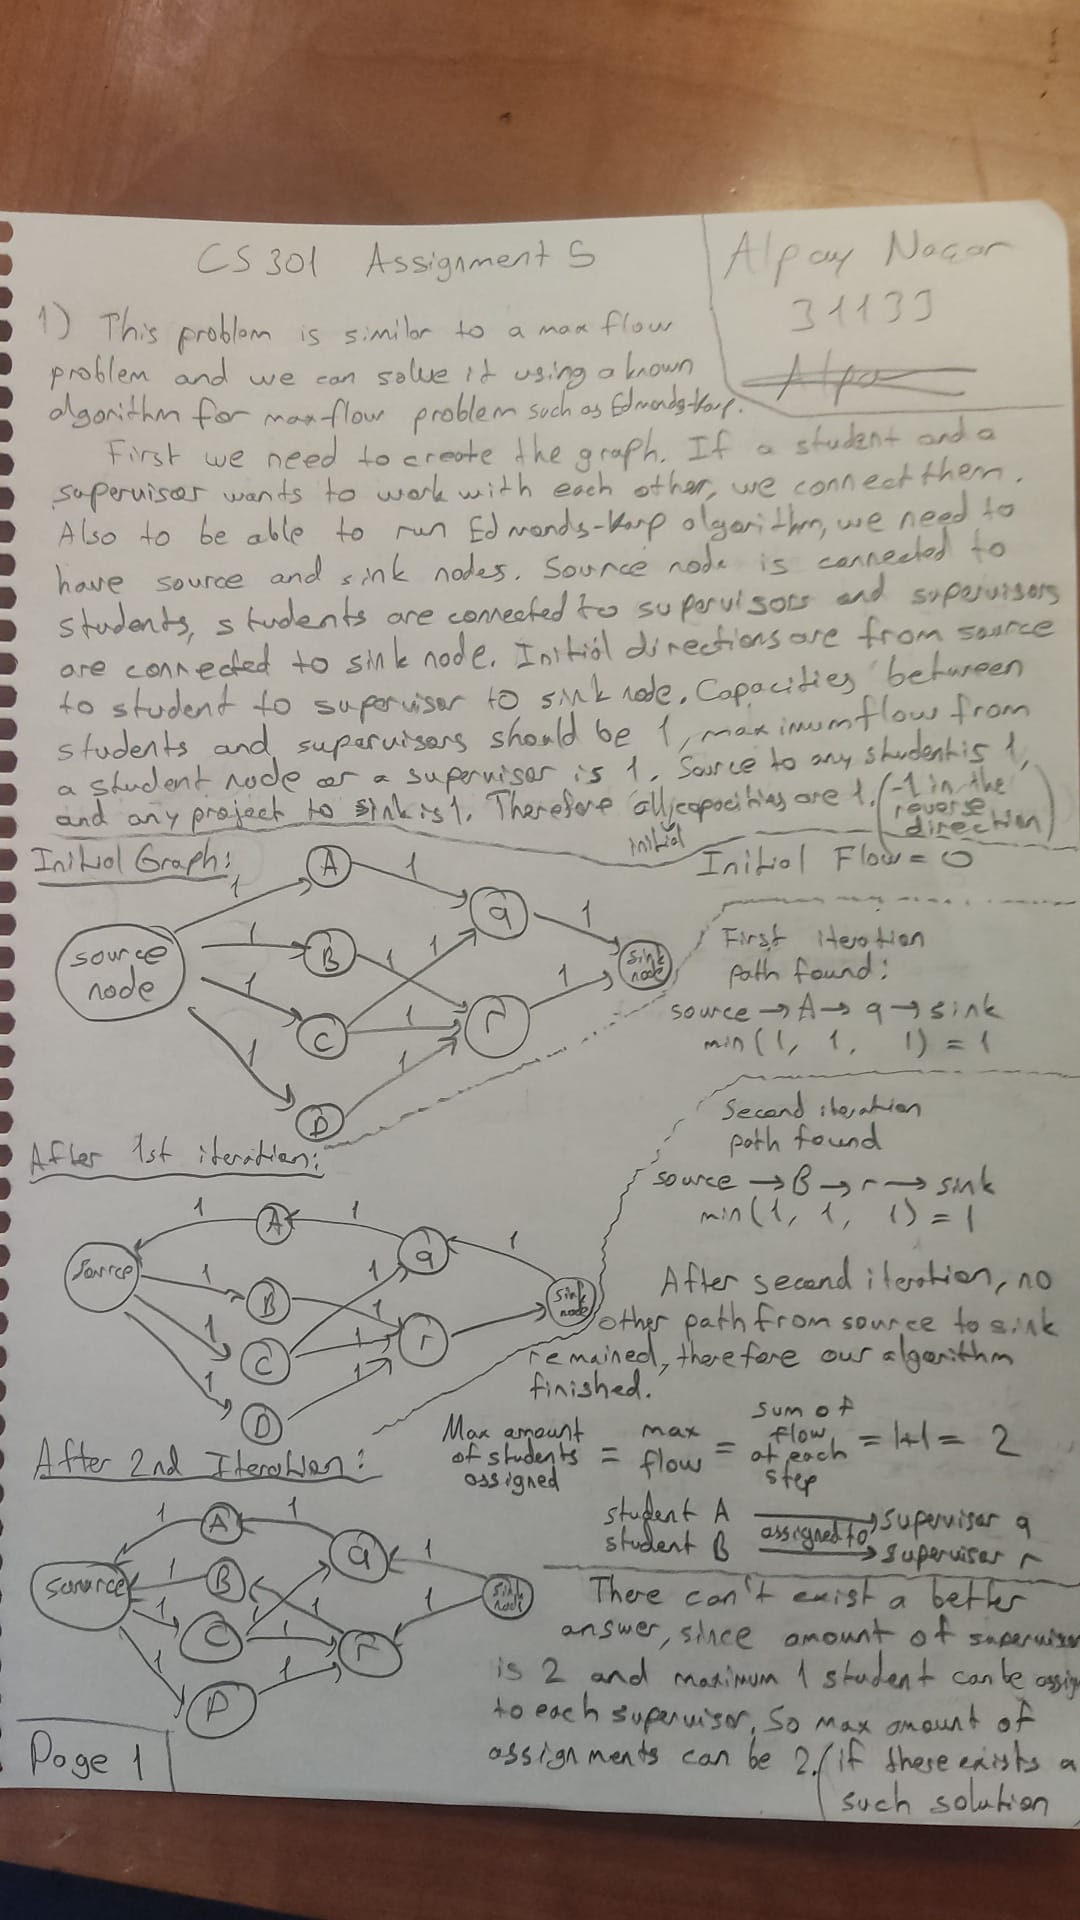 CS 301 Assignment 5
Alpay Nacar
31133
Alpa
1) This problem is similar to a max flow
problem and we can solve it using a known
algorithm for maxflow problem such as Edmonds-Karp.
First we need to create the graph. If a student and a
supervisor wants to work with each other, we connect them.
Also to be able to run Edmonds-Karp algorithm, we need to
have source and sink nodes. Source node is connected to
students, students are connected to supervisors and supervisors
are connected to sink node. Initial directions are from source
to student to supervisor to sink node. Capacities between
students and supervisors should be 1, maximum flow from
a student node or a supervisor is 1. Source to any student is 1,
and any project to sink is 1. Therefore all capacities are 1. (-1 in the
reverse
direction)
initial
Initial Graph:
Initial Flow = 0
source
node
1
1
1
1
A
B
C
D
1
1
1
1
1
q
r
1
1
sink
node
First iteration
path found:
source → A → q → sink
min(1, 1, 1) = 1
Second iteration
path found
source → B → r → sink
min(1, 1, 1) = 1
After 1st iteration:
source
1
1
1
1
A
B
C
D
1
1
1
1
1
q
r
1
sink
node
After second iteration, no
other path from source to sink
remained, therefore our algorithm
finished.
Max amount
of students
assigned
= max
flow
= sum of
flow
at each
step
= 1+1 = 2
student A → supervisor q
assigned to
student B → supervisor r
After 2nd Iteration:
source
1
1
1
1
A
B
C
D
1
1
1
1
1
q
r
1
1
sink
node
There can't exist a better
answer, since amount of supervisor
is 2 and maximum 1 student can be assig
to each supervisor. So max amount of
assignments can be 2. (if there exists a
such solution
Page 1